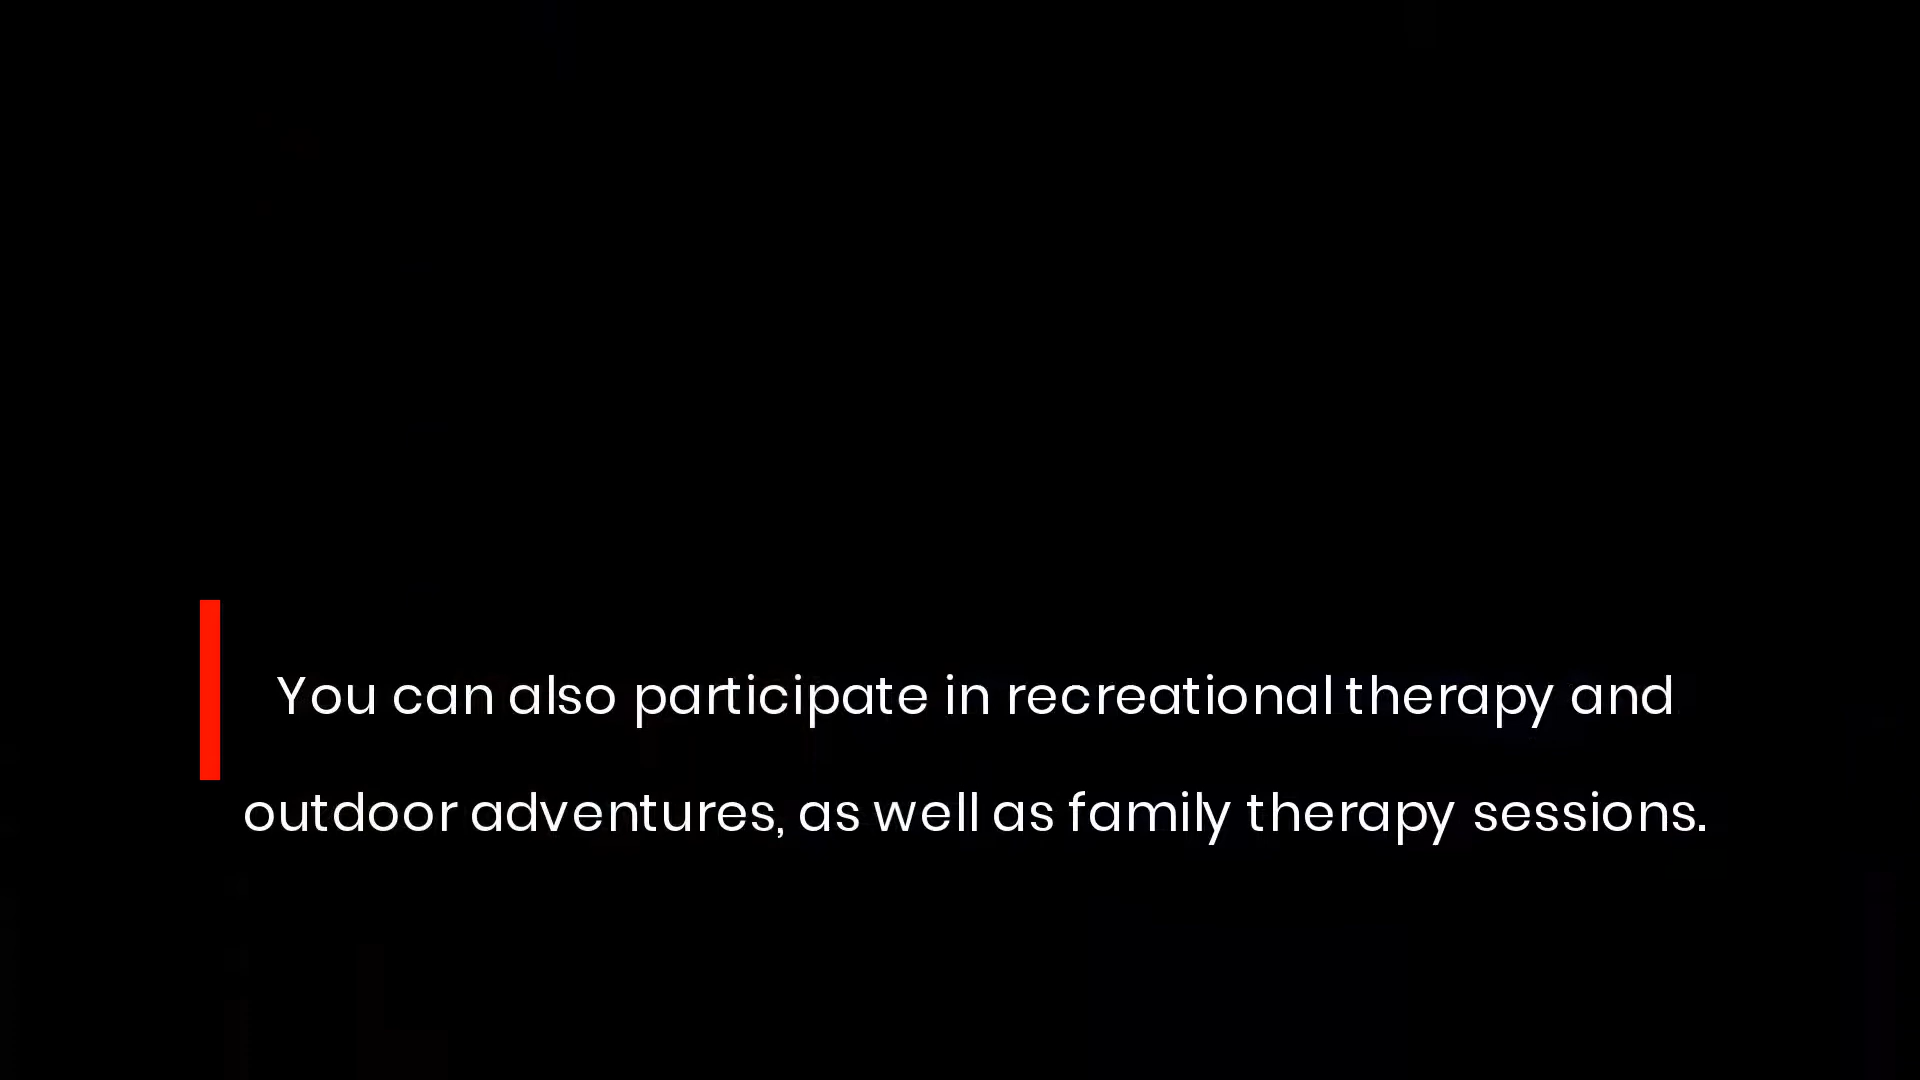 You can also participate in recreational therapy and
outdoor adventures, as well as family therapy sessions.